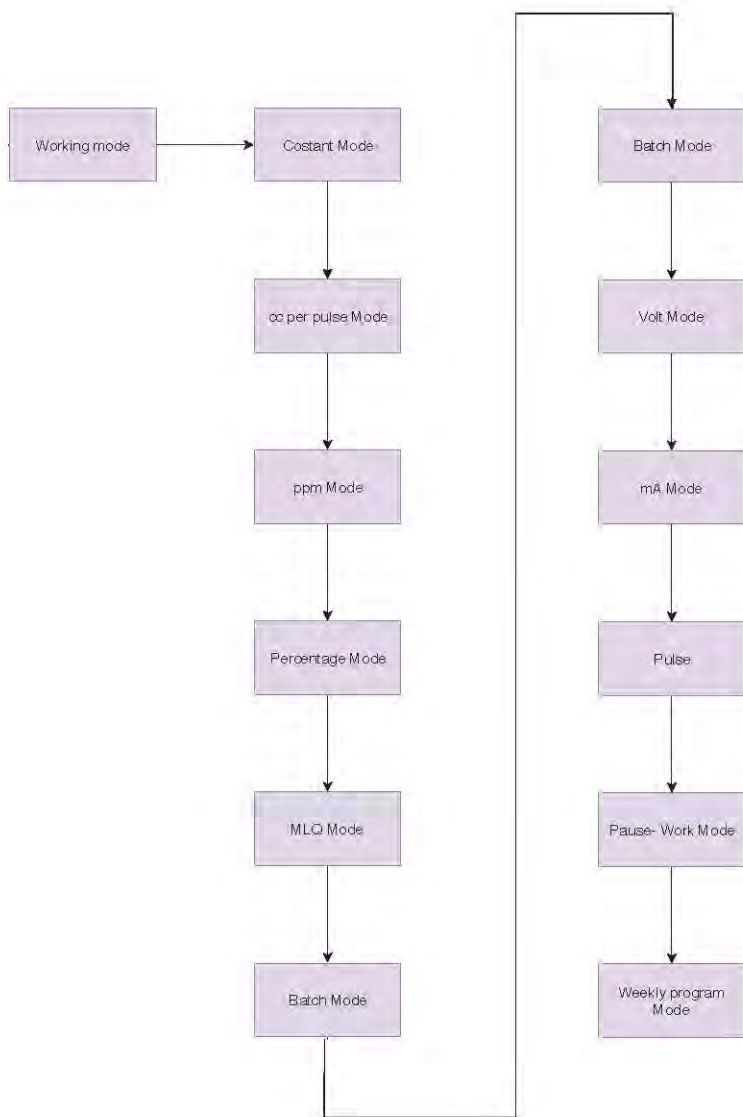 Working mode
Costant Mode
cc per pulse Mode
ppm Mode
Percentage Mode
MLQ Mode
Batch Mode
Batch Mode
Volt Mode
mA Mode
Pulse
Pause- Work Mode
Weekly program
Mode